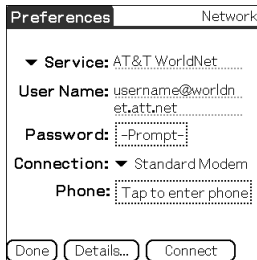 Preferences Network
▼ Service: AT&T WorldNet
User Name: username@worldn
et.att.net
Password: -Prompt-
Connection: ▼ Standard Modem
Phone: Tap to enter phone
Done Details... Connect